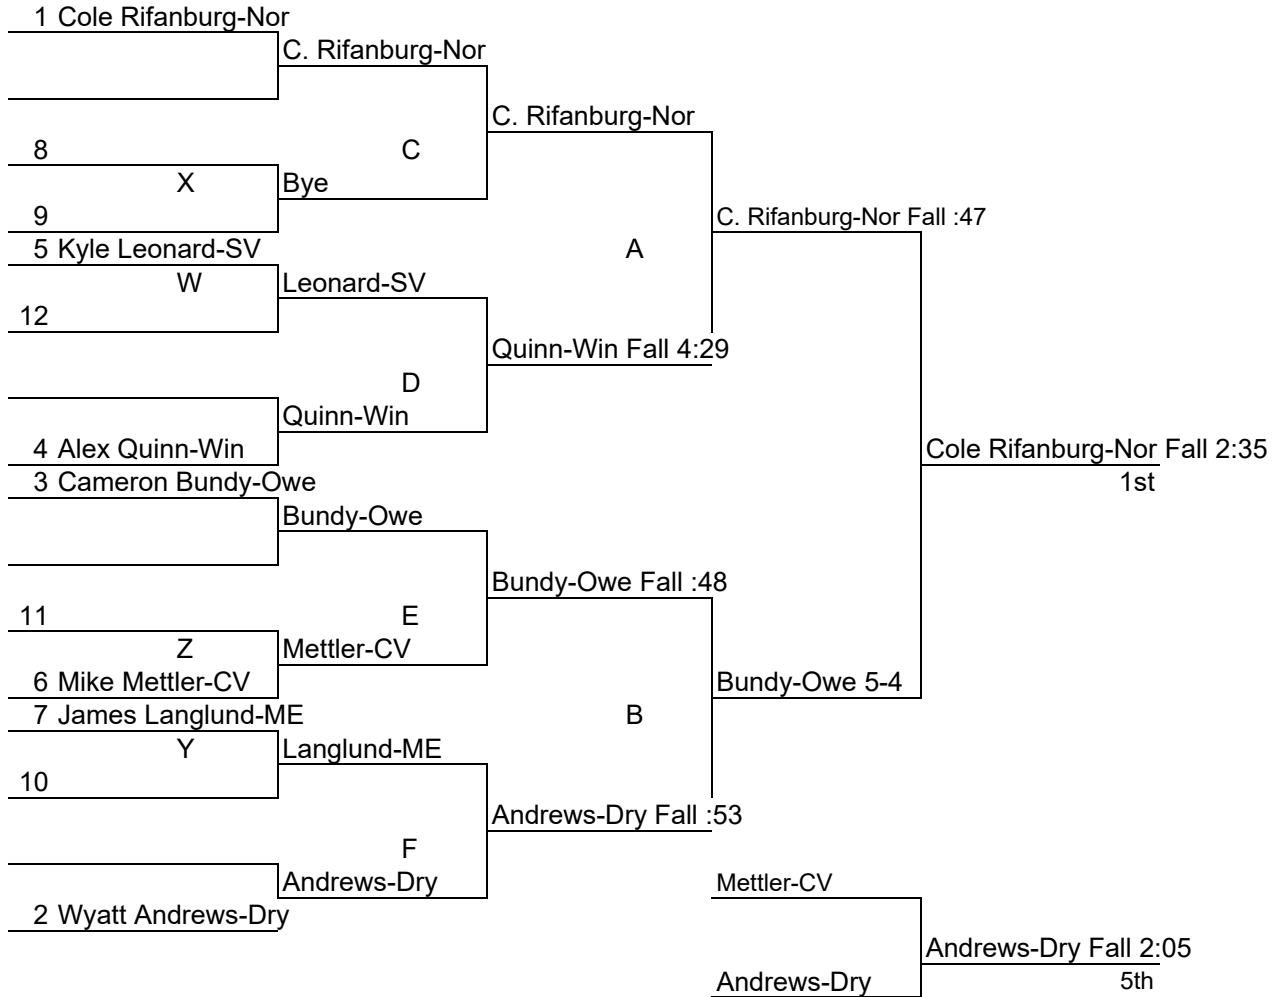 1 Cole Rifanburg-Nor
C. Rifanburg-Nor
C. Rifanburg-Nor
8
C
X
Bye
9
C. Rifanburg-Nor Fall :47
5 Kyle Leonard-SV
A
W
Leonard-SV
12
Quinn-Win Fall 4:29
D
Quinn-Win
4 Alex Quinn-Win
Cole Rifanburg-Nor Fall 2:35
3 Cameron Bundy-Owe
1st
Bundy-Owe
Bundy-Owe Fall :48
11
E
Z
Mettler-CV
6 Mike Mettler-CV
Bundy-Owe 5-4
7 James Langlund-ME
B
Y
Langlund-ME
10
Andrews-Dry Fall :53
F
Andrews-Dry
Mettler-CV
2 Wyatt Andrews-Dry
Andrews-Dry Fall 2:05
Andrews-Dry
5th